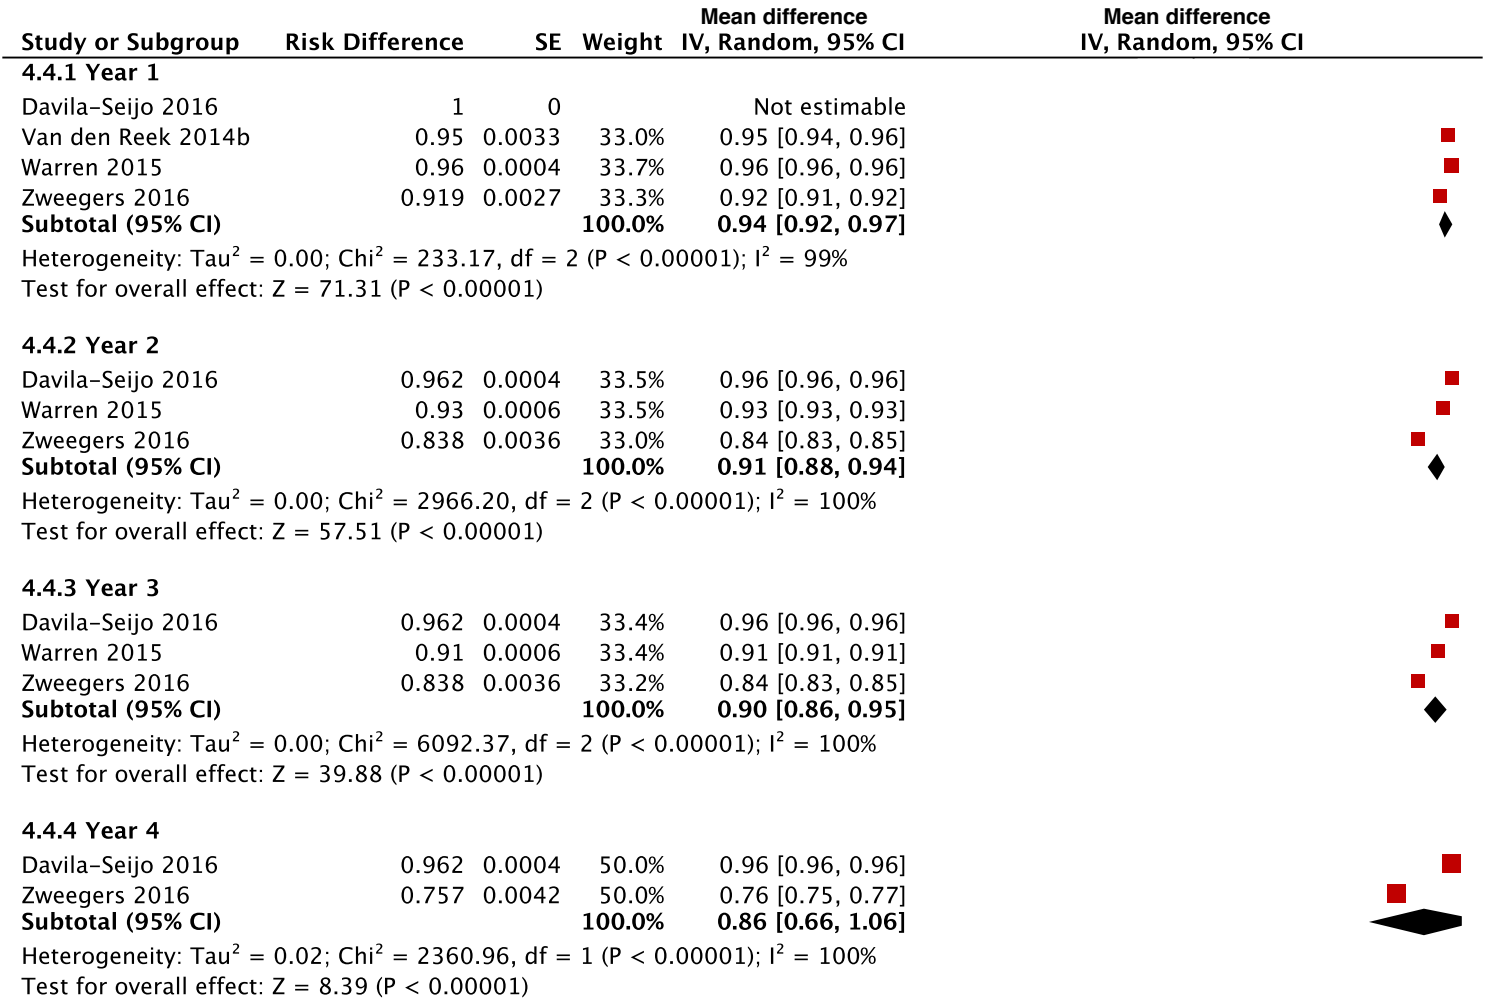 Mean difference Mean difference
Study or Subgroup Risk Difference SE Weight IV, Random, 95% CI IV, Random, 95% CI
4.4.1 Year 1
Davila-Seijo 2016 1 0 Not estimable
Van den Reek 2014b 0.95 0.0033 33.0% 0.95 [0.94, 0.96]
Warren 2015 0.96 0.0004 33.7% 0.96 [0.96, 0.96]
Zweegers 2016 0.919 0.0027 33.3% 0.92 [0.91, 0.92]
Subtotal (95% CI) 100.0% 0.94 [0.92, 0.97]
Heterogeneity: Tau² = 0.00; Chi² = 233.17, df = 2 (P < 0.00001); I² = 99%
Test for overall effect: Z = 71.31 (P < 0.00001)
4.4.2 Year 2
Davila-Seijo 2016 0.962 0.0004 33.5% 0.96 [0.96, 0.96]
Warren 2015 0.93 0.0006 33.5% 0.93 [0.93, 0.93]
Zweegers 2016 0.838 0.0036 33.0% 0.84 [0.83, 0.85]
Subtotal (95% CI) 100.0% 0.91 [0.88, 0.94]
Heterogeneity: Tau² = 0.00; Chi² = 2966.20, df = 2 (P < 0.00001); I² = 100%
Test for overall effect: Z = 57.51 (P < 0.00001)
4.4.3 Year 3
Davila-Seijo 2016 0.962 0.0004 33.4% 0.96 [0.96, 0.96]
Warren 2015 0.91 0.0006 33.4% 0.91 [0.91, 0.91]
Zweegers 2016 0.838 0.0036 33.2% 0.84 [0.83, 0.85]
Subtotal (95% CI) 100.0% 0.90 [0.86, 0.95]
Heterogeneity: Tau² = 0.00; Chi² = 6092.37, df = 2 (P < 0.00001); I² = 100%
Test for overall effect: Z = 39.88 (P < 0.00001)
4.4.4 Year 4
Davila-Seijo 2016 0.962 0.0004 50.0% 0.96 [0.96, 0.96]
Zweegers 2016 0.757 0.0042 50.0% 0.76 [0.75, 0.77]
Subtotal (95% CI) 100.0% 0.86 [0.66, 1.06]
Heterogeneity: Tau² = 0.02; Chi² = 2360.96, df = 1 (P < 0.00001); I² = 100%
Test for overall effect: Z = 8.39 (P < 0.00001)